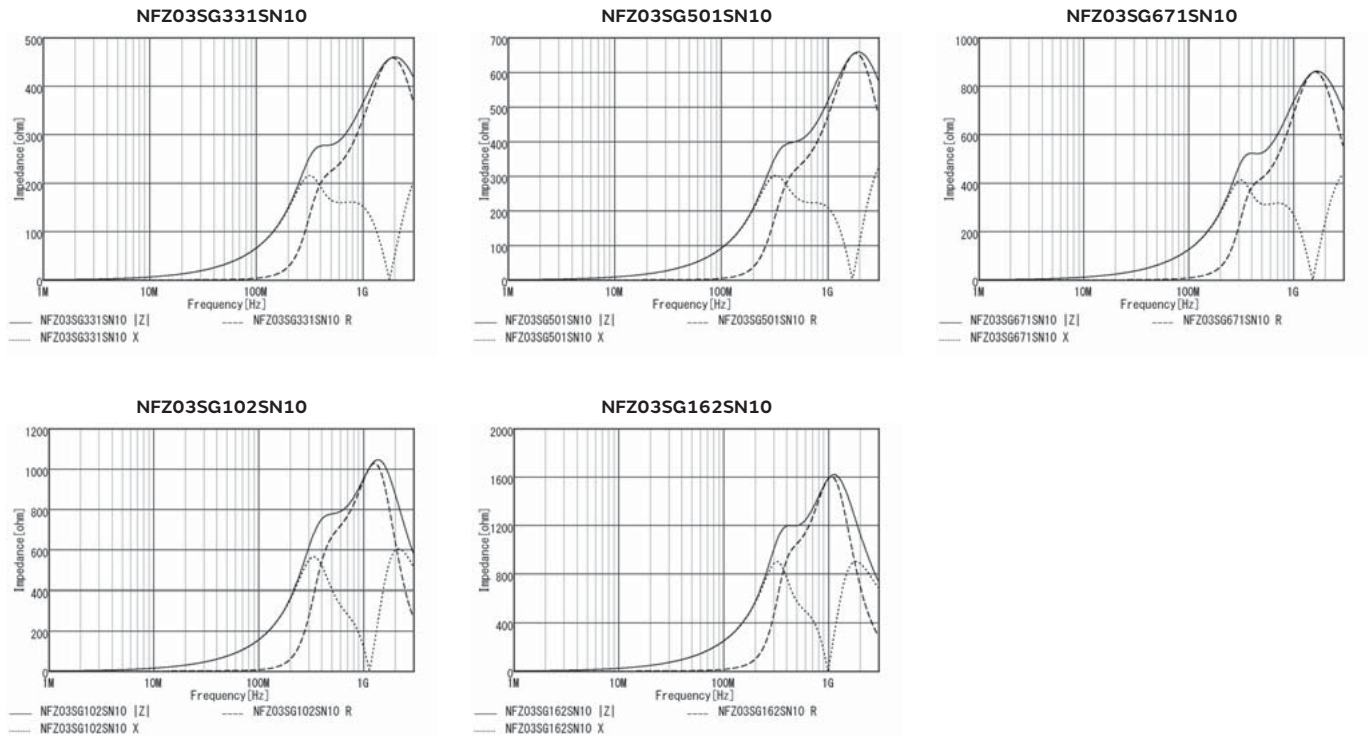 NFZ03SG331SN10
NFZ03SG501SN10
NFZ03SG671SN10
500
400
300
200
100
0
Impedance[ohm]
1M 10M 100M 1G
Frequency[Hz]
NFZ03SG331SN10 |Z| NFZ03SG331SN10 R
NFZ03SG331SN10 X
700
600
500
400
300
200
100
0
Impedance[ohm]
1M 10M 100M 1G
Frequency[Hz]
NFZ03SG501SN10 |Z| NFZ03SG501SN10 R
NFZ03SG501SN10 X
1000
800
600
400
200
0
Impedance[ohm]
1M 10M 100M 1G
Frequency[Hz]
NFZ03SG671SN10 |Z| NFZ03SG671SN10 R
NFZ03SG671SN10 X
NFZ03SG102SN10
NFZ03SG162SN10
1200
1000
800
600
400
200
0
Impedance[ohm]
1M 10M 100M 1G
Frequency[Hz]
NFZ03SG102SN10 |Z| NFZ03SG102SN10 R
NFZ03SG102SN10 X
2000
1600
1200
800
400
0
Impedance[ohm]
1M 10M 100M 1G
Frequency[Hz]
NFZ03SG162SN10 |Z| NFZ03SG162SN10 R
NFZ03SG162SN10 X